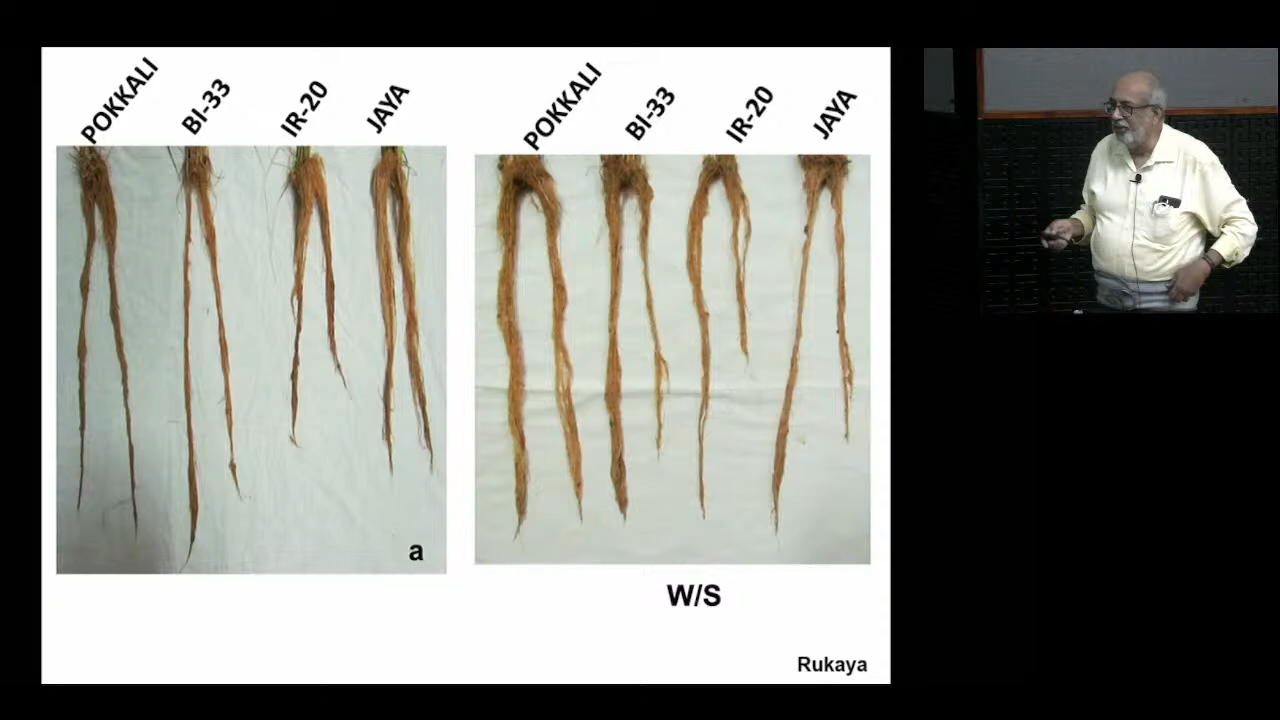 POKKALI
BI-33
IR-20
JAYA
POKKALI
BI-33
IR-20
JAYA
a
W/S
Rukaya